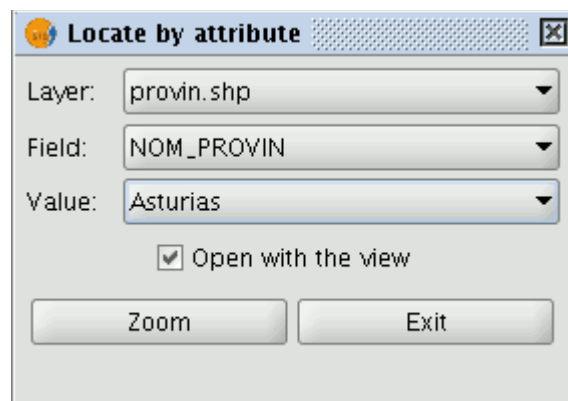 Locate by attribute
Layer: provin.shp
Field: NOM_PROVIN
Value: Asturias
Open with the view
Zoom Exit